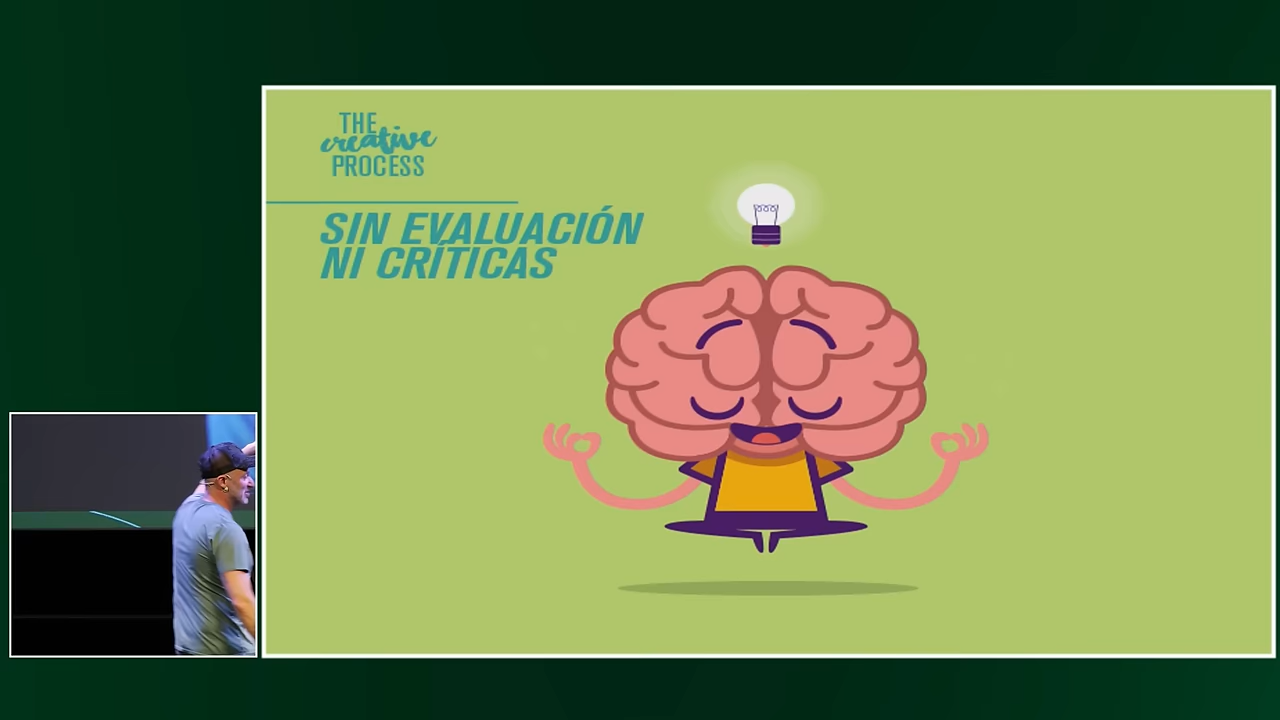 THE
creative
PROCESS
SIN EVALUACIÓN
NI CRÍTICAS